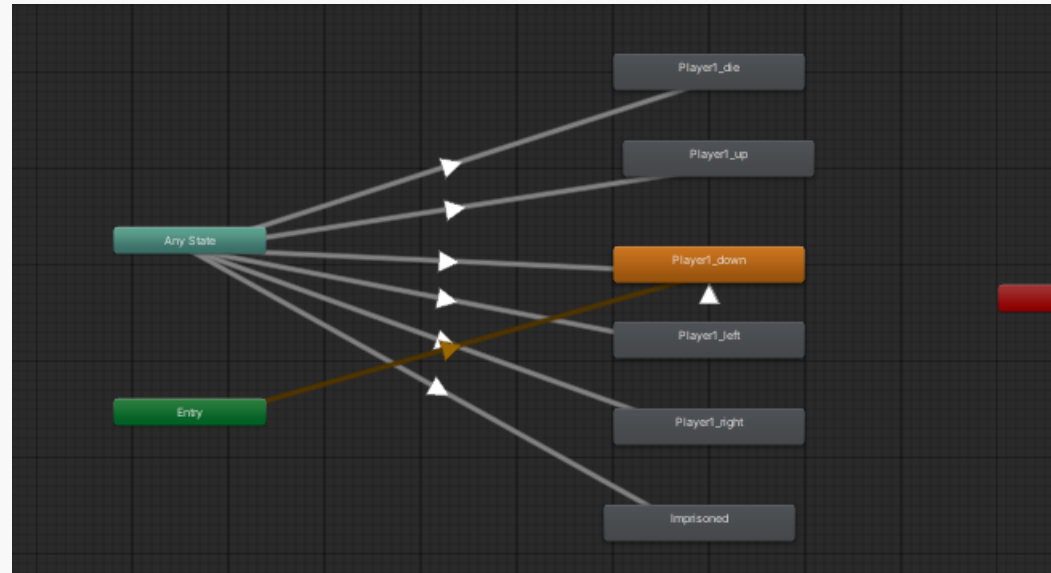 Player1_die
Player1_up
Any State
Player1_down
Player1_left
Entry
Player1_right
Imprisoned